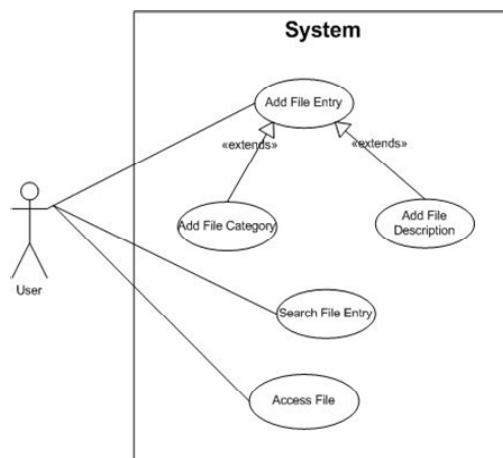 System
Add File Entry
«extends»
«extends»
Add File Category
Add File
Description
User
Search File Entry
Access File